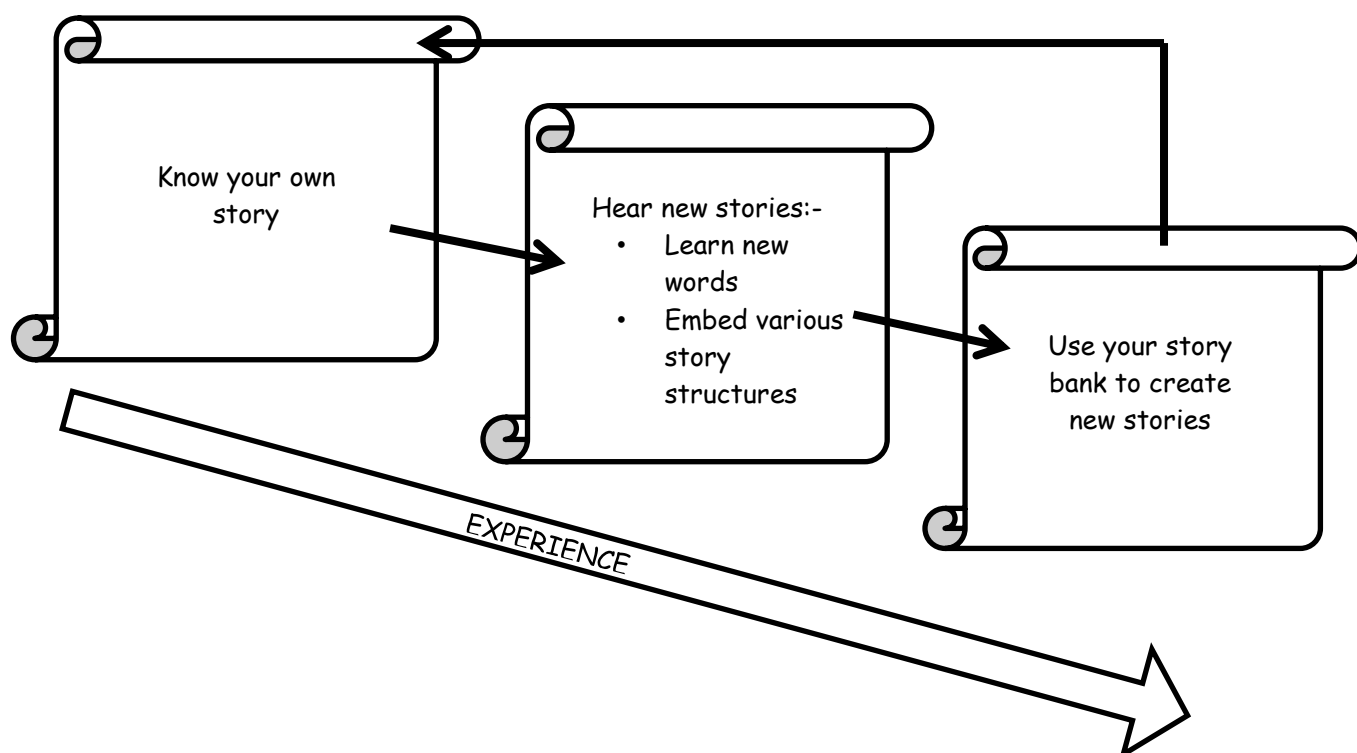 Know your own
story
Hear new stories:-
• Learn new
words
• Embed various
story
structures
Use your story
bank to create
new stories
EXPERIENCE